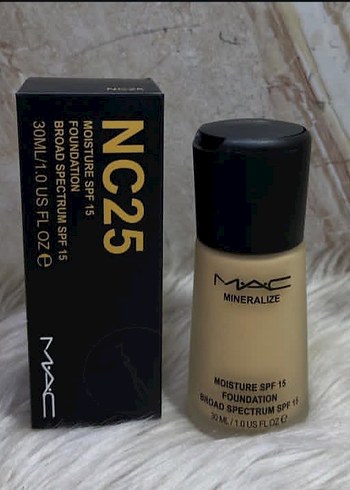 NC25
NC25
MOISTURE SPF 15
FOUNDATION
BROAD SPECTRUM SPF 15
30ML/1.0 US FL OZ e
MAC
MAC
MINERALIZE
MOISTURE SPF 15
FOUNDATION
BROAD SPECTRUM SPF 15
30 ML / 1.0 US FL OZ e